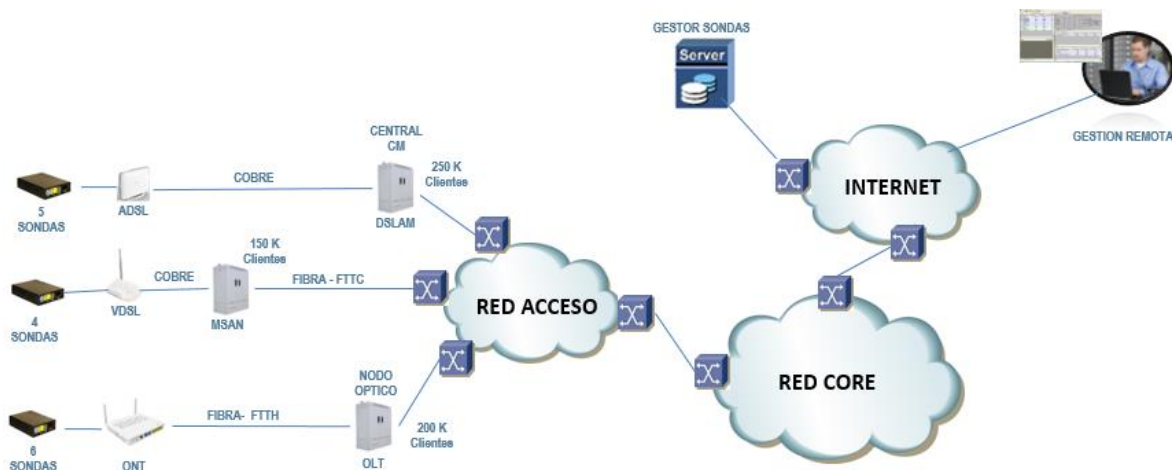 GESTOR SONDAS
Server
GESTION REMOTA
INTERNET
CENTRAL
CM
250 K
Clientes
COBRE
ADSL
DSLAM
5
SONDAS
150 K
Clientes
COBRE
FIBRA - FTTC
VDSL
MSAN
4
SONDAS
RED ACCESO
RED CORE
NODO
OPTICO
FIBRA- FTTH
200 K
Clientes
6
SONDAS
ONT
OLT